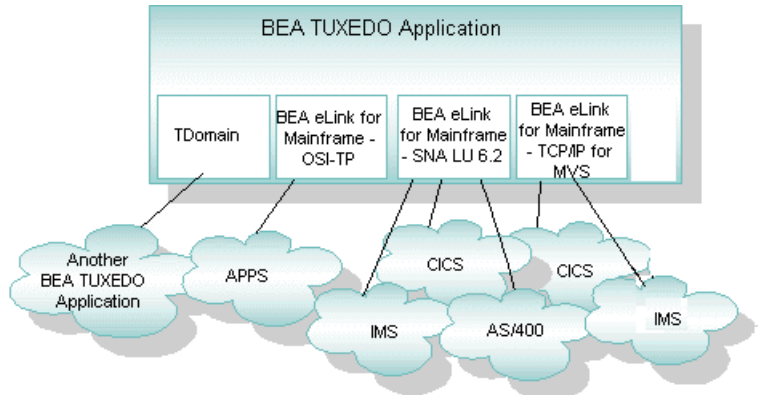 BEA TUXEDO Application
TDomain
BEA eLink for
Mainframe -
OSI-TP
BEA eLink
for Mainframe
- SNA LU 6.2
BEA eLink
for Mainframe
- TCP/IP for
MVS
Another
BEA TUXEDO
Application
APPS
CICS
CICS
IMS
AS/400
IMS